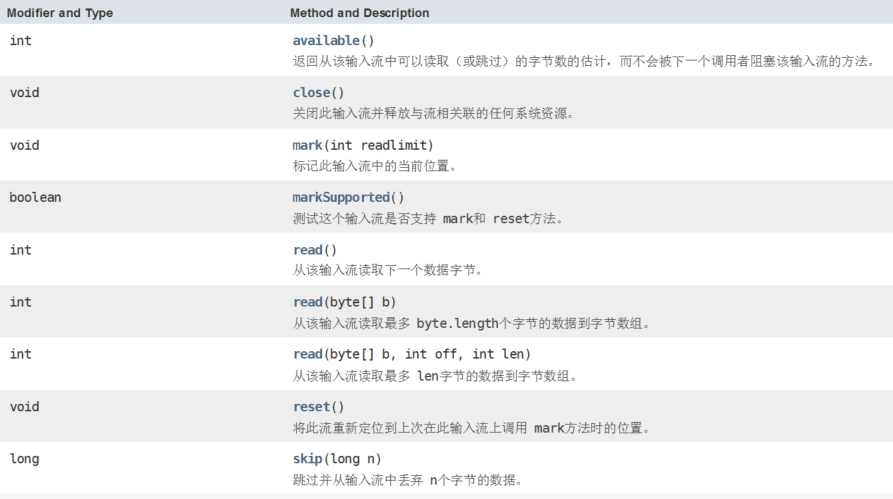 Modifier and Type Method and Description
int available()
返回从该输入流中可以读取（或跳过）的字节数的估计，而不会被下一个调用者阻塞该输入流的方法。
void close()
关闭此输入流并释放与流相关联的任何系统资源。
void mark(int readlimit)
标记此输入流中的当前位置。
boolean markSupported()
测试这个输入流是否支持 mark和 reset方法。
int read()
从该输入流读取下一个数据字节。
int read(byte[] b)
从该输入流读取最多 byte.length个字节的数据到字节数组。
int read(byte[] b, int off, int len)
从该输入流读取最多 len字节的数据到字节数组。
void reset()
将此流重新定位到上次在此输入流上调用 mark方法时的位置。
long skip(long n)
跳过并从输入流中丢弃 n个字节的数据。